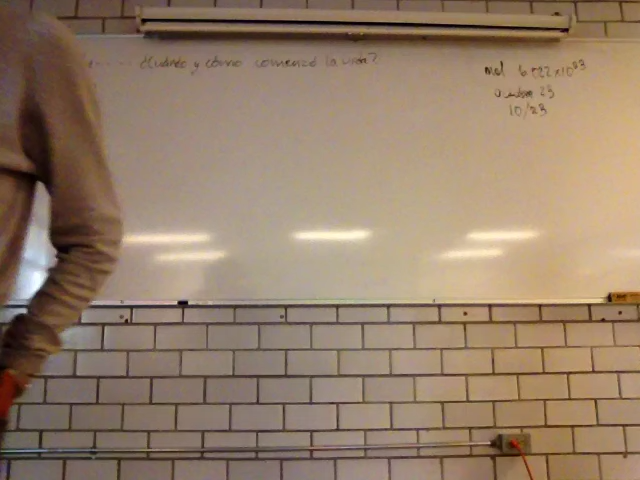 ¿Cuándo y cómo comenzó la vida?
mol 6.022x10²³
octubre 23
10/23